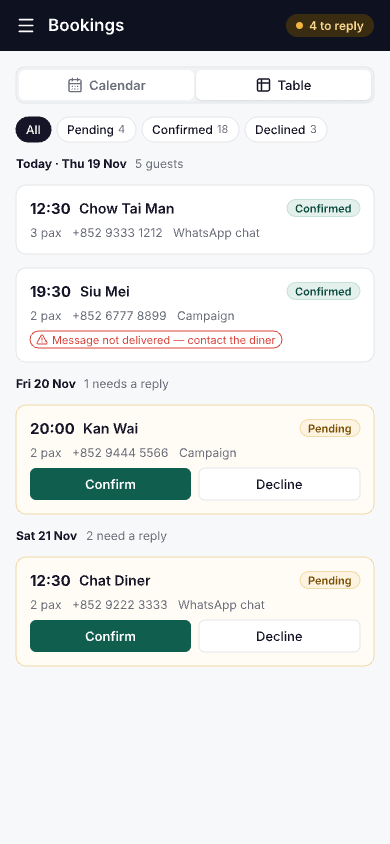 Bookings
4 to reply
Calendar
Table
All
Pending 4
Confirmed 18
Declined 3
Today · Thu 19 Nov 5 guests
12:30 Chow Tai Man Confirmed
3 pax +852 9333 1212 WhatsApp chat
19:30 Siu Mei Confirmed
2 pax +852 6777 8899 Campaign
Message not delivered — contact the diner
Fri 20 Nov 1 needs a reply
20:00 Kan Wai Pending
2 pax +852 9444 5566 Campaign
Confirm Decline
Sat 21 Nov 2 need a reply
12:30 Chat Diner Pending
2 pax +852 9222 3333 WhatsApp chat
Confirm Decline